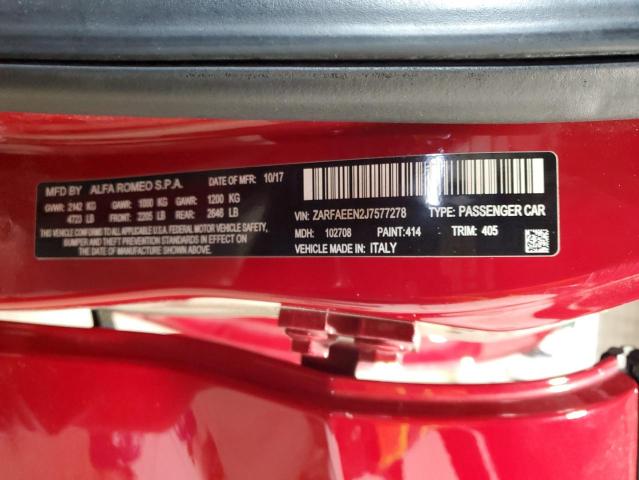 MFD BY: ALFA ROMEO S.P.A. DATE OF MFR 10/17
GVWR: 2142 KG GAWR: 1000 KG GAWR: 1200 KG
4723 LB FRONT: 2205 LB REAR: 2646 LB
THIS VEHICLE CONFORMS TO ALL APPLICABLE U.S.A. FEDERAL MOTOR VEHICLE SAFETY,
BUMPER, AND THEFT PREVENTION STANDARDS IN EFFECT
ON THE DATE OF MANUFACTURE SHOWN ABOVE.
VIN: ZARFAEEN2J7577278 TYPE: PASSENGER CAR
MDH: 102708 PAINT:414 TRIM: 405
VEHICLE MADE IN: ITALY